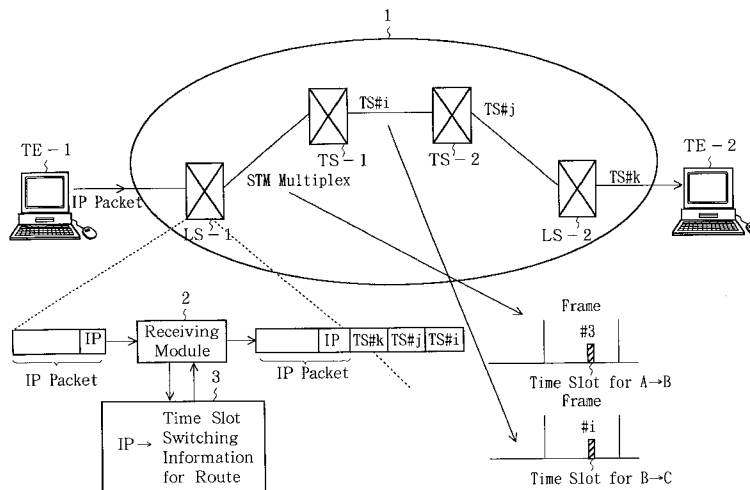 1
TE-1
IP Packet
TS#i
TS#j
TS-1
TS-2
STM Multiplex
TE-2
TS#k
LS-1
LS-2
2
IP
Receiving
Module
IP
TS#k
TS#j
TS#i
IP Packet
IP Packet
3
IP→
Time Slot
Switching
Information
for Route
Frame
#3
Time Slot for A→B
Frame
#i
Time Slot for B→C